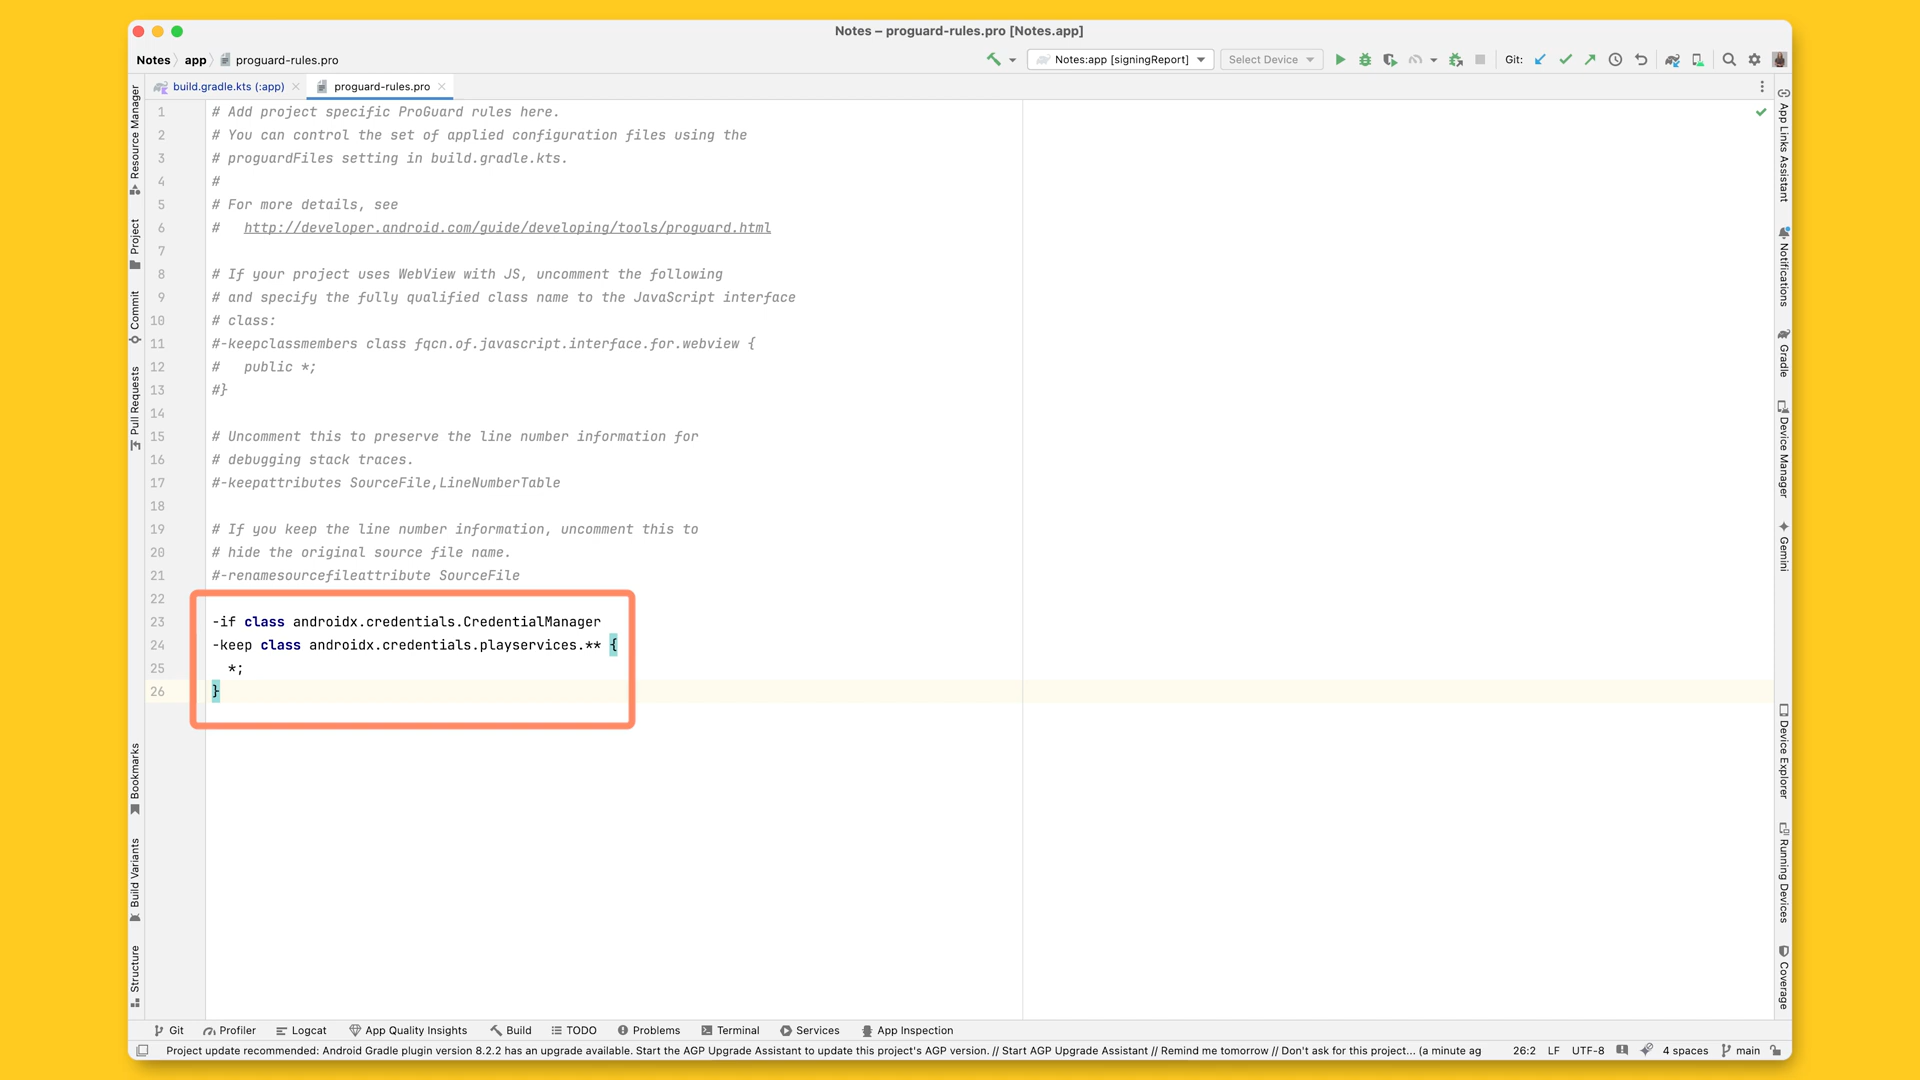 Notes – proguard-rules.pro [Notes.app]
Notes app proguard-rules.pro
Notes:app [signingReport]
Select Device
Git:
build.gradle.kts (:app)
proguard-rules.pro
1 # Add project specific ProGuard rules here.
2 # You can control the set of applied configuration files using the
3 # proguardFiles setting in build.gradle.kts.
4 #
5 # For more details, see
6 #   http://developer.android.com/guide/developing/tools/proguard.html
7
8 # If your project uses WebView with JS, uncomment the following
9 # and specify the fully qualified class name to the JavaScript interface
10 # class:
11 #-keepclassmembers class fqcn.of.javascript.interface.for.webview {
12 #   public *;
13 #}
14
15 # Uncomment this to preserve the line number information for
16 # debugging stack traces.
17 #-keepattributes SourceFile,LineNumberTable
18
19 # If you keep the line number information, uncomment this to
20 # hide the original source file name.
21 #-renamesourcefileattribute SourceFile
22
23 -if class androidx.credentials.CredentialManager
24 -keep class androidx.credentials.playservices.** {
25   *;
26 }
Resource Manager
Project
Commit
Pull Requests
Bookmarks
Build Variants
Structure
App Links Assistant
Notifications
Gradle
Device Manager
Gemini
Device Explorer
Running Devices
Coverage
Git Profiler Logcat App Quality Insights Build TODO Problems Terminal Services App Inspection
Project update recommended: Android Gradle plugin version 8.2.2 has an upgrade available. Start the AGP Upgrade Assistant to update this project's AGP version. // Start AGP Upgrade Assistant // Remind me tomorrow // Don't ask for this project... (a minute ag
26:2 LF UTF-8 4 spaces main